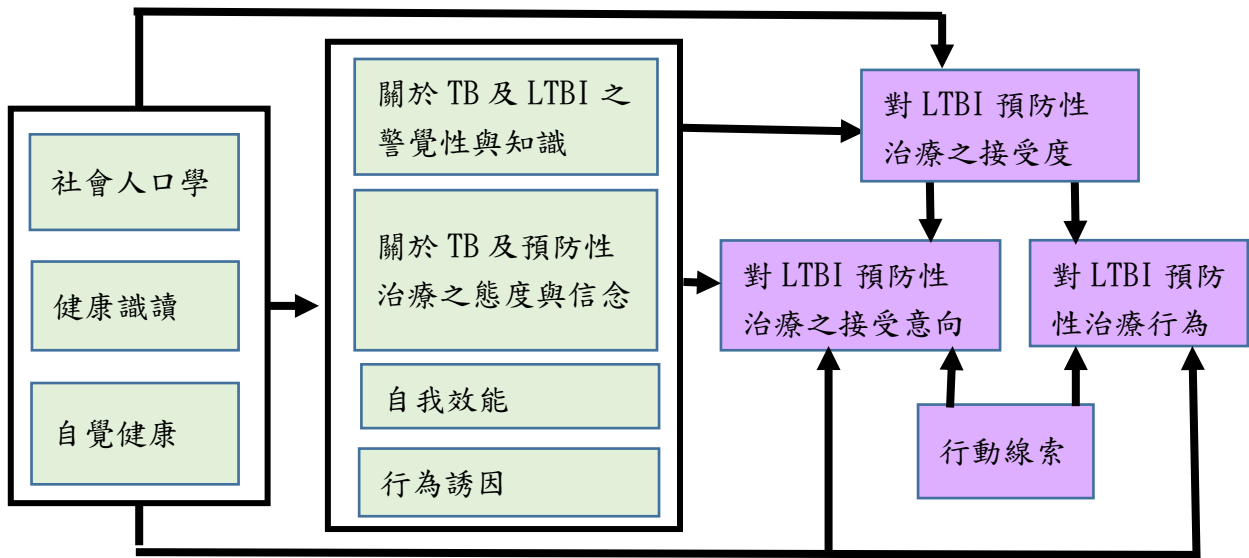 社會人口學
健康識讀
自覺健康
關於 TB 及 LTBI 之
警覺性與知識
關於 TB 及預防性
治療之態度與信念
自我效能
行為誘因
對 LTBI 預防性
治療之接受度
對 LTBI 預防性
治療之接受意向
對 LTBI 預防
性治療行為
行動線索